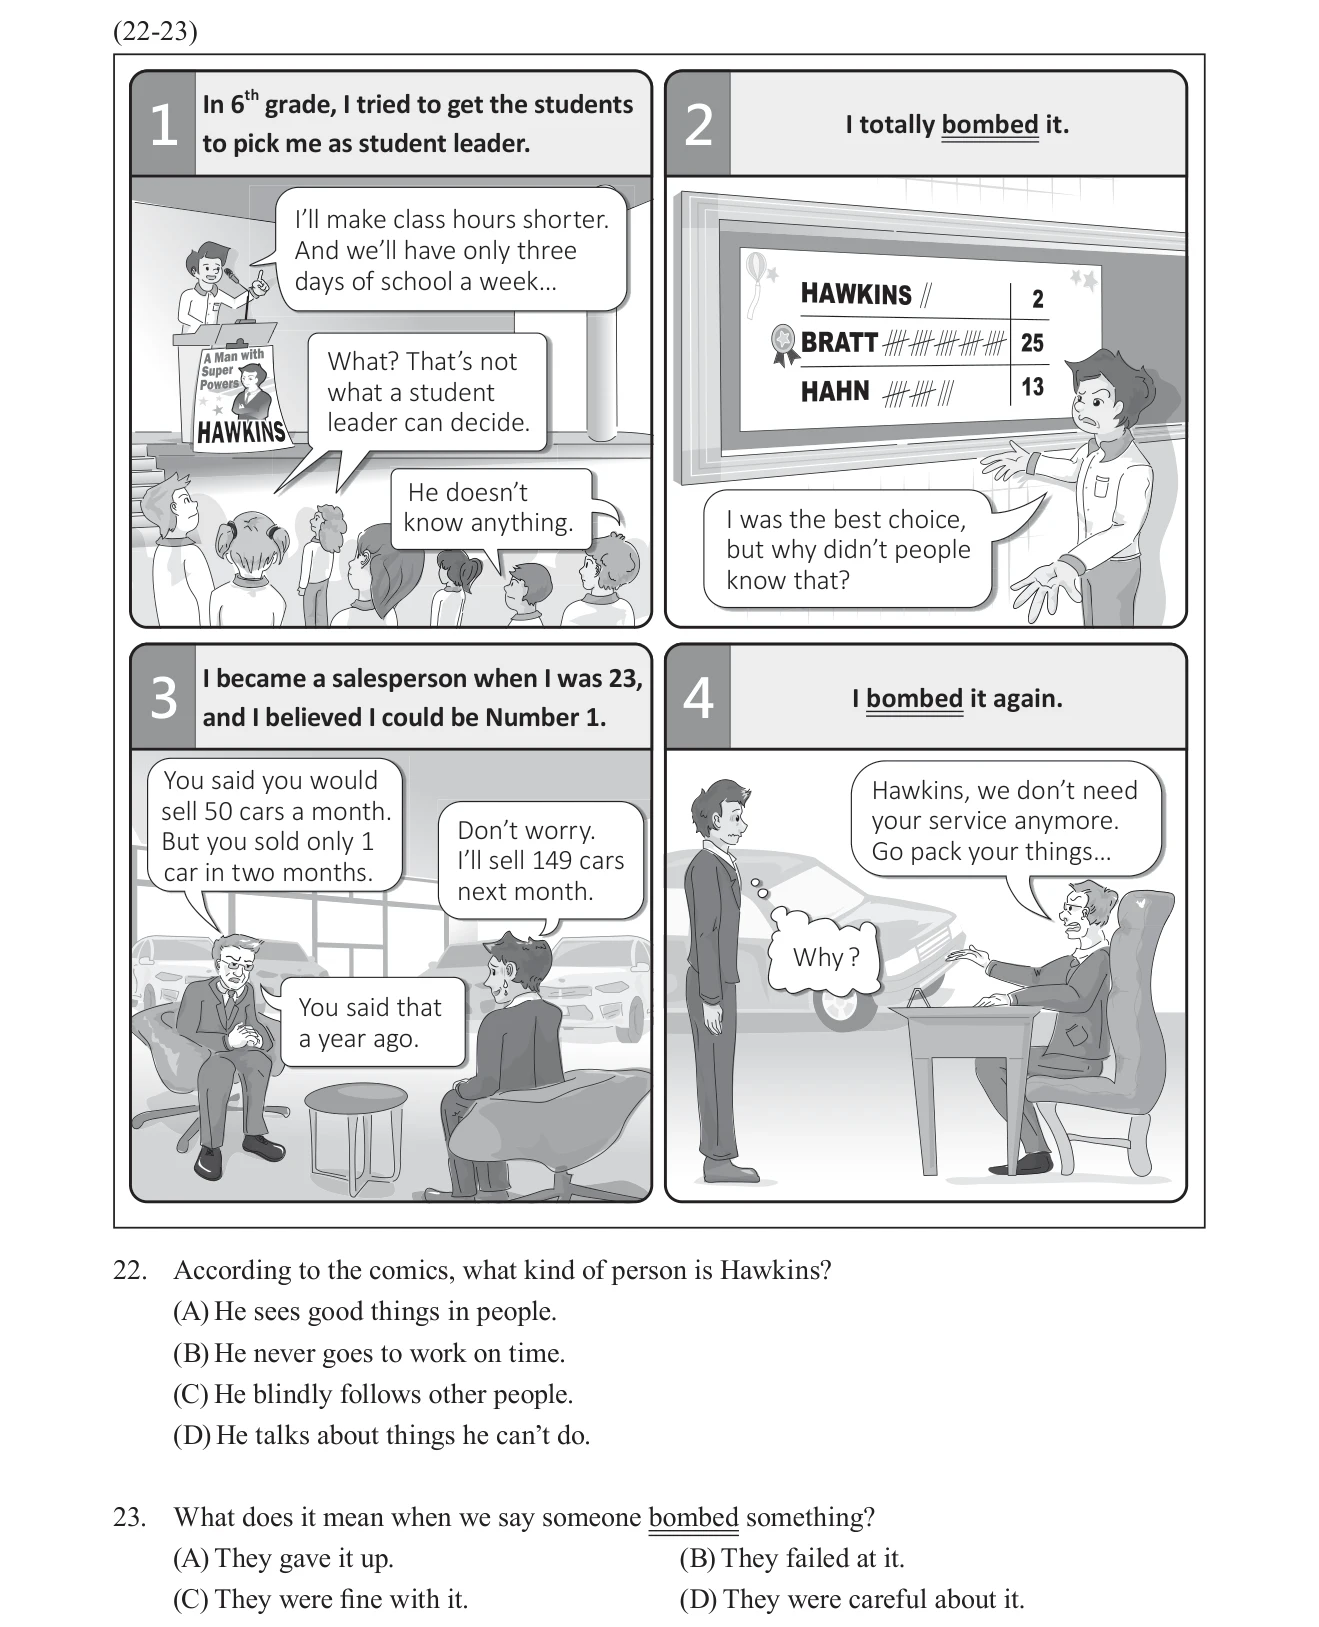 (22-23)
1
In 6th grade, I tried to get the students
to pick me as student leader.
I’ll make class hours shorter.
And we’ll have only three
days of school a week...
A Man with
Super
Powers
HAWKINS
What? That’s not
what a student
leader can decide.
He doesn’t
know anything.
2
I totally bombed it.
HAWKINS 2
BRATT 25
HAHN 13
I was the best choice,
but why didn’t people
know that?
3
I became a salesperson when I was 23,
and I believed I could be Number 1.
You said you would
sell 50 cars a month.
But you sold only 1
car in two months.
Don’t worry.
I’ll sell 149 cars
next month.
You said that
a year ago.
4
I bombed it again.
Hawkins, we don’t need
your service anymore.
Go pack your things...
Why ?
22. According to the comics, what kind of person is Hawkins?
(A) He sees good things in people.
(B) He never goes to work on time.
(C) He blindly follows other people.
(D) He talks about things he can’t do.
23. What does it mean when we say someone bombed something?
(A) They gave it up. (B) They failed at it.
(C) They were fine with it. (D) They were careful about it.